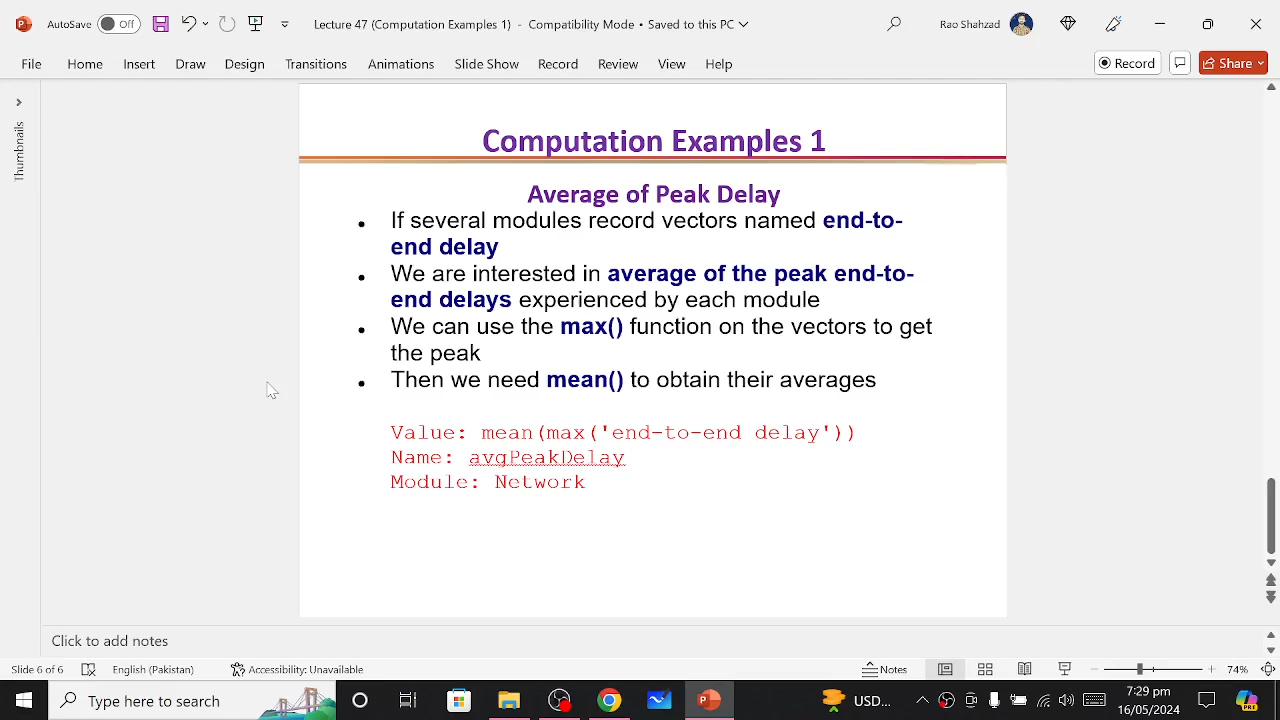 AutoSave Off Lecture 47 (Computation Examples 1) - Compatibility Mode • Saved to this PC Rao Shahzad
File Home Insert Draw Design Transitions Animations Slide Show Record Review View Help Record Share
Thumbnails
Computation Examples 1
Average of Peak Delay
• If several modules record vectors named end-to-
end delay
• We are interested in average of the peak end-to-
end delays experienced by each module
• We can use the max() function on the vectors to get
the peak
• Then we need mean() to obtain their averages
Value: mean(max('end-to-end delay'))
Name: avgPeakDelay
Module: Network
Click to add notes
Slide 6 of 6 English (Pakistan) Accessibility: Unavailable Notes 74%
Type here to search USD... 7:29 pm
16/05/2024
PRE